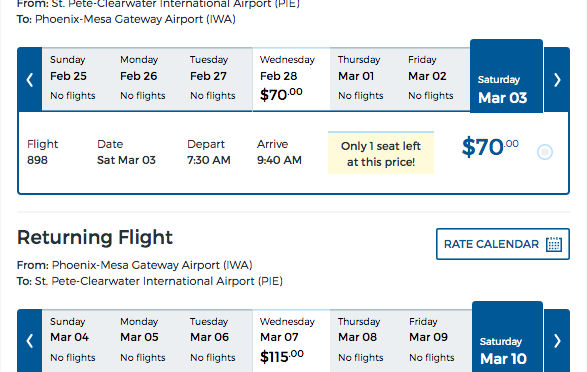 From: St. Pete-Clearwater International Airport (PIE)
To: Phoenix-Mesa Gateway Airport (IWA)
Sunday Monday Tuesday Wednesday Thursday Friday Saturday
Feb 25 Feb 26 Feb 27 Feb 28 Mar 01 Mar 02 Mar 03
No flights No flights No flights $70.00 No flights No flights
Flight Date Depart Arrive Only 1 seat left $70.00
898 Sat Mar 03 7:30 AM 9:40 AM at this price!
Returning Flight RATE CALENDAR
From: Phoenix-Mesa Gateway Airport (IWA)
To: St. Pete-Clearwater International Airport (PIE)
Sunday Monday Tuesday Wednesday Thursday Friday Saturday
Mar 04 Mar 05 Mar 06 Mar 07 Mar 08 Mar 09 Mar 10
No flights No flights No flights $115.00 No flights No flights